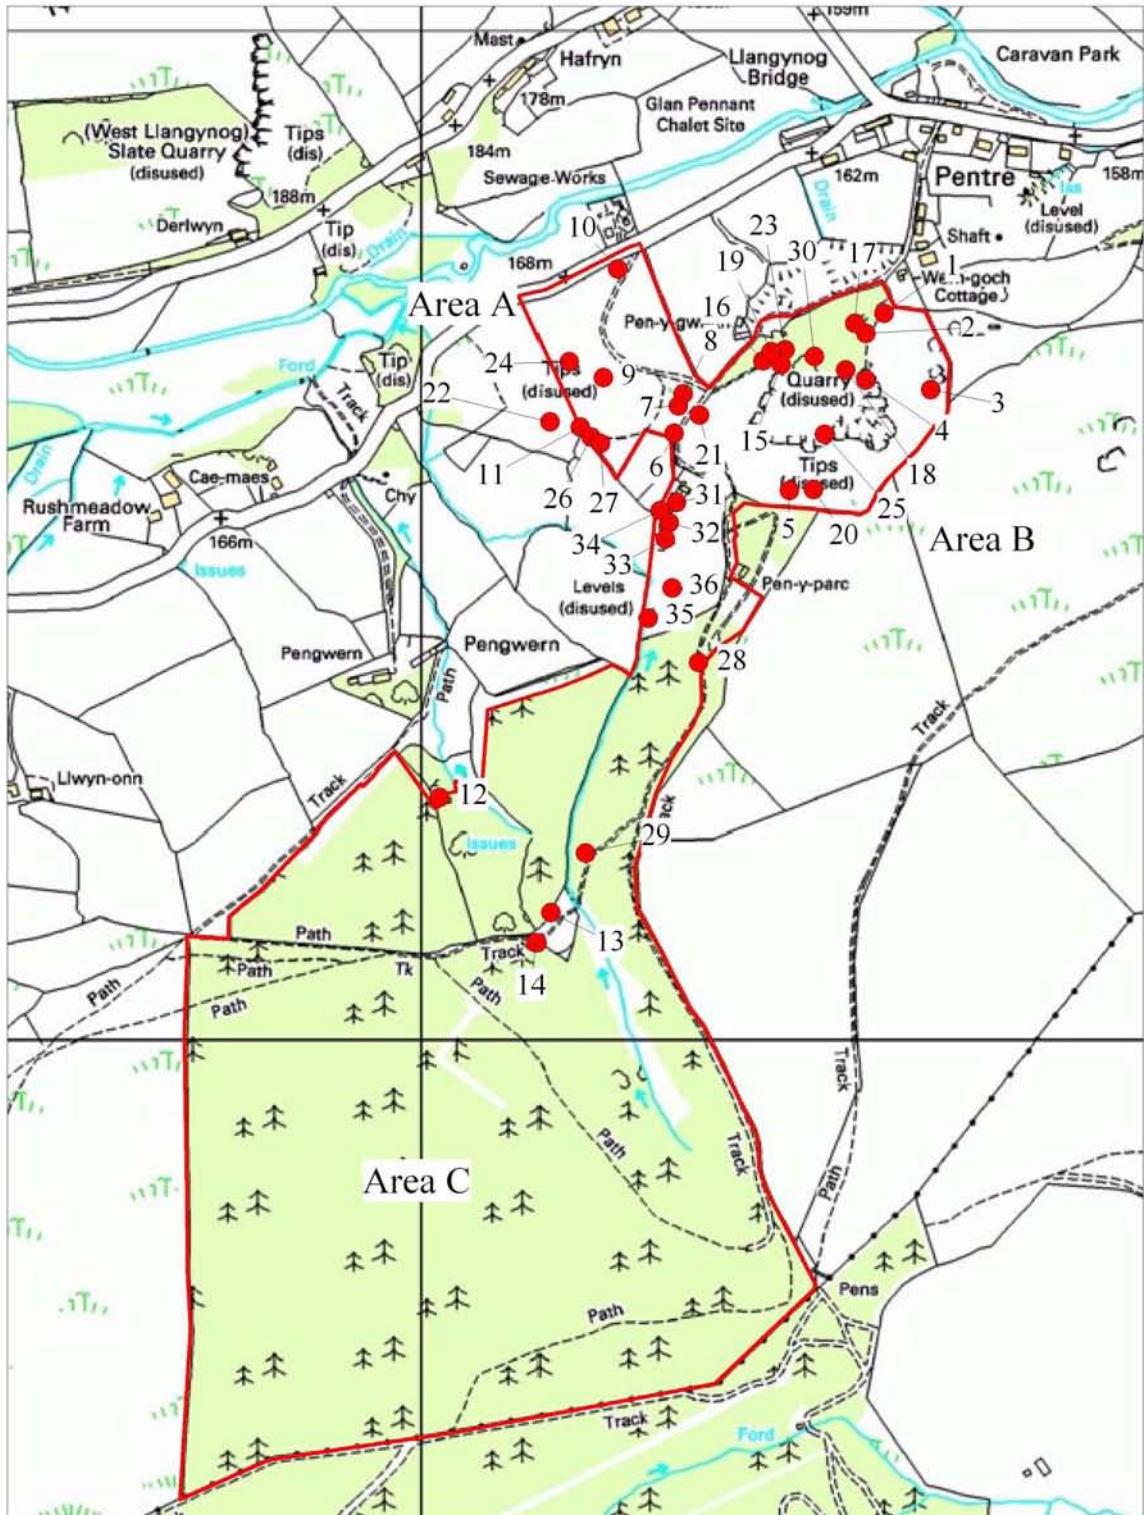 159m
Mast
Hafryn
Llangynog
Bridge
Caravan Park
178m
Glan Pennant
Chalet Site
(West Llangynog)
Slate Quarry
(disused)
Tips
(dis)
184m
188m
Sewage Works
162m
Pentre
158m
Drain
Iss
Level
(disused)
Derlwyn
Tip
(dis)
Drain
10
23
30
17
Shaft
1
168m
19
Cottage
Area A
16
8
2
Ford
Tip
(dis)
24
Tips
(disused)
9
Quarry
(disused)
3
Track
22
7
15
4
Drain
11
6
21
Tips
18
Cae-maes
Chy
26
27
31
5
20
25
Rushmeadow
Farm
166m
34
32
Area B
Issues
33
Levels
(disused)
36
Pen-y-parc
35
Pengwern
Pengwern
28
Path
Track
Llwyn-onn
Track
12
Issues
29
Path
13
Path
Tk
Track
14
Path
Path
Path
Track
Path
Track
Area C
Path
Pens
Path
Track
Ford